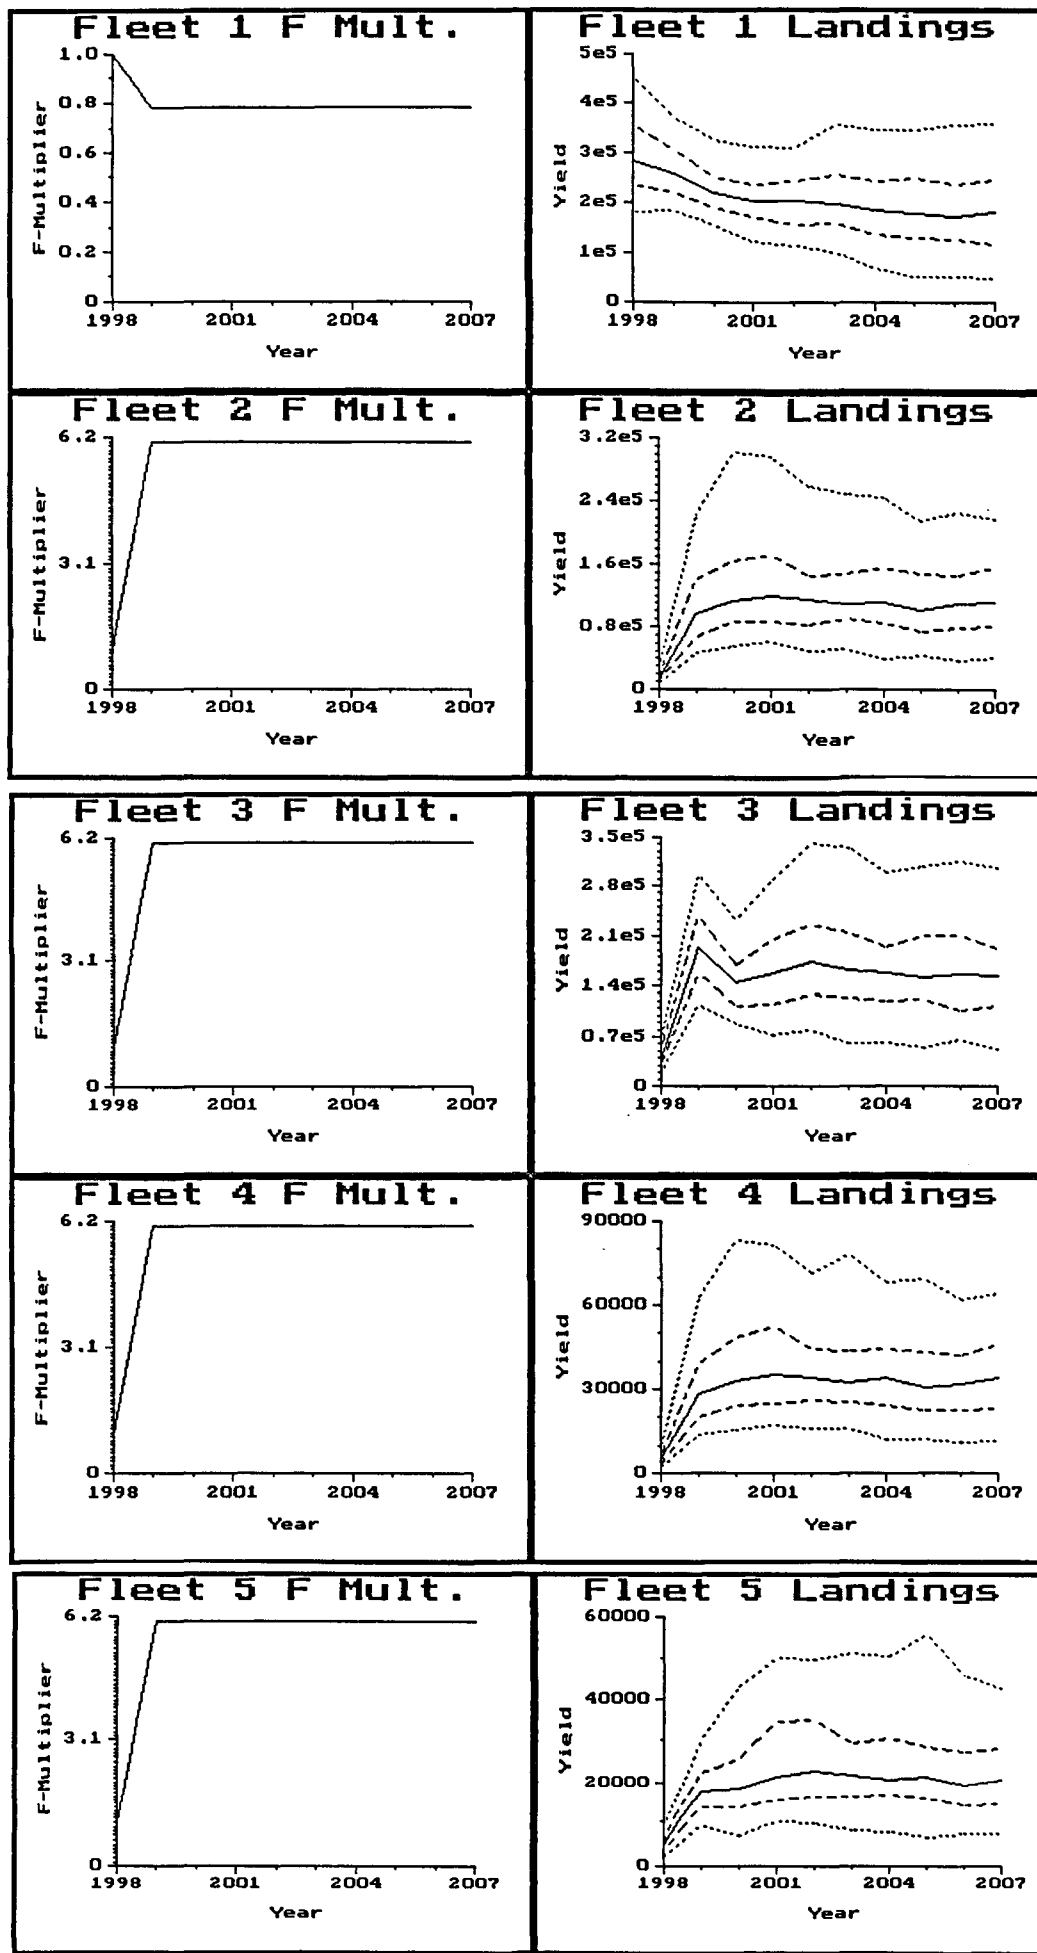 Fleet 1 F Mult.
1.0
0.8
0.6
0.4
0.2
0
F-Multiplier
1998 2001 2004 2007
Year
Fleet 1 Landings
5e5
4e5
3e5
2e5
1e5
0
Yield
1998 2001 2004 2007
Year
Fleet 2 F Mult.
6.2
3.1
0
F-Multiplier
1998 2001 2004 2007
Year
Fleet 2 Landings
3.2e5
2.4e5
1.6e5
0.8e5
0
Yield
1998 2001 2004 2007
Year
Fleet 3 F Mult.
6.2
3.1
0
F-Multiplier
1998 2001 2004 2007
Year
Fleet 3 Landings
3.5e5
2.8e5
2.1e5
1.4e5
0.7e5
0
Yield
1998 2001 2004 2007
Year
Fleet 4 F Mult.
6.2
3.1
0
F-Multiplier
1998 2001 2004 2007
Year
Fleet 4 Landings
90000
60000
30000
0
Yield
1998 2001 2004 2007
Year
Fleet 5 F Mult.
6.2
3.1
0
F-Multiplier
1998 2001 2004 2007
Year
Fleet 5 Landings
60000
40000
20000
0
Yield
1998 2001 2004 2007
Year